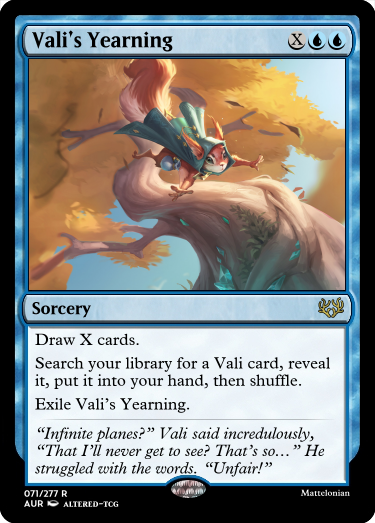 Vali's Yearning X
Sorcery
Draw X cards.
Search your library for a Vali card, reveal
it, put it into your hand, then shuffle.
Exile Vali's Yearning.
“Infinite planes?” Vali said incredulously,
“That I'll never get to see? That's so…” He
struggled with the words. “Unfair!”
071/277 R
Mattelonian
AUR ALTERED-TCG